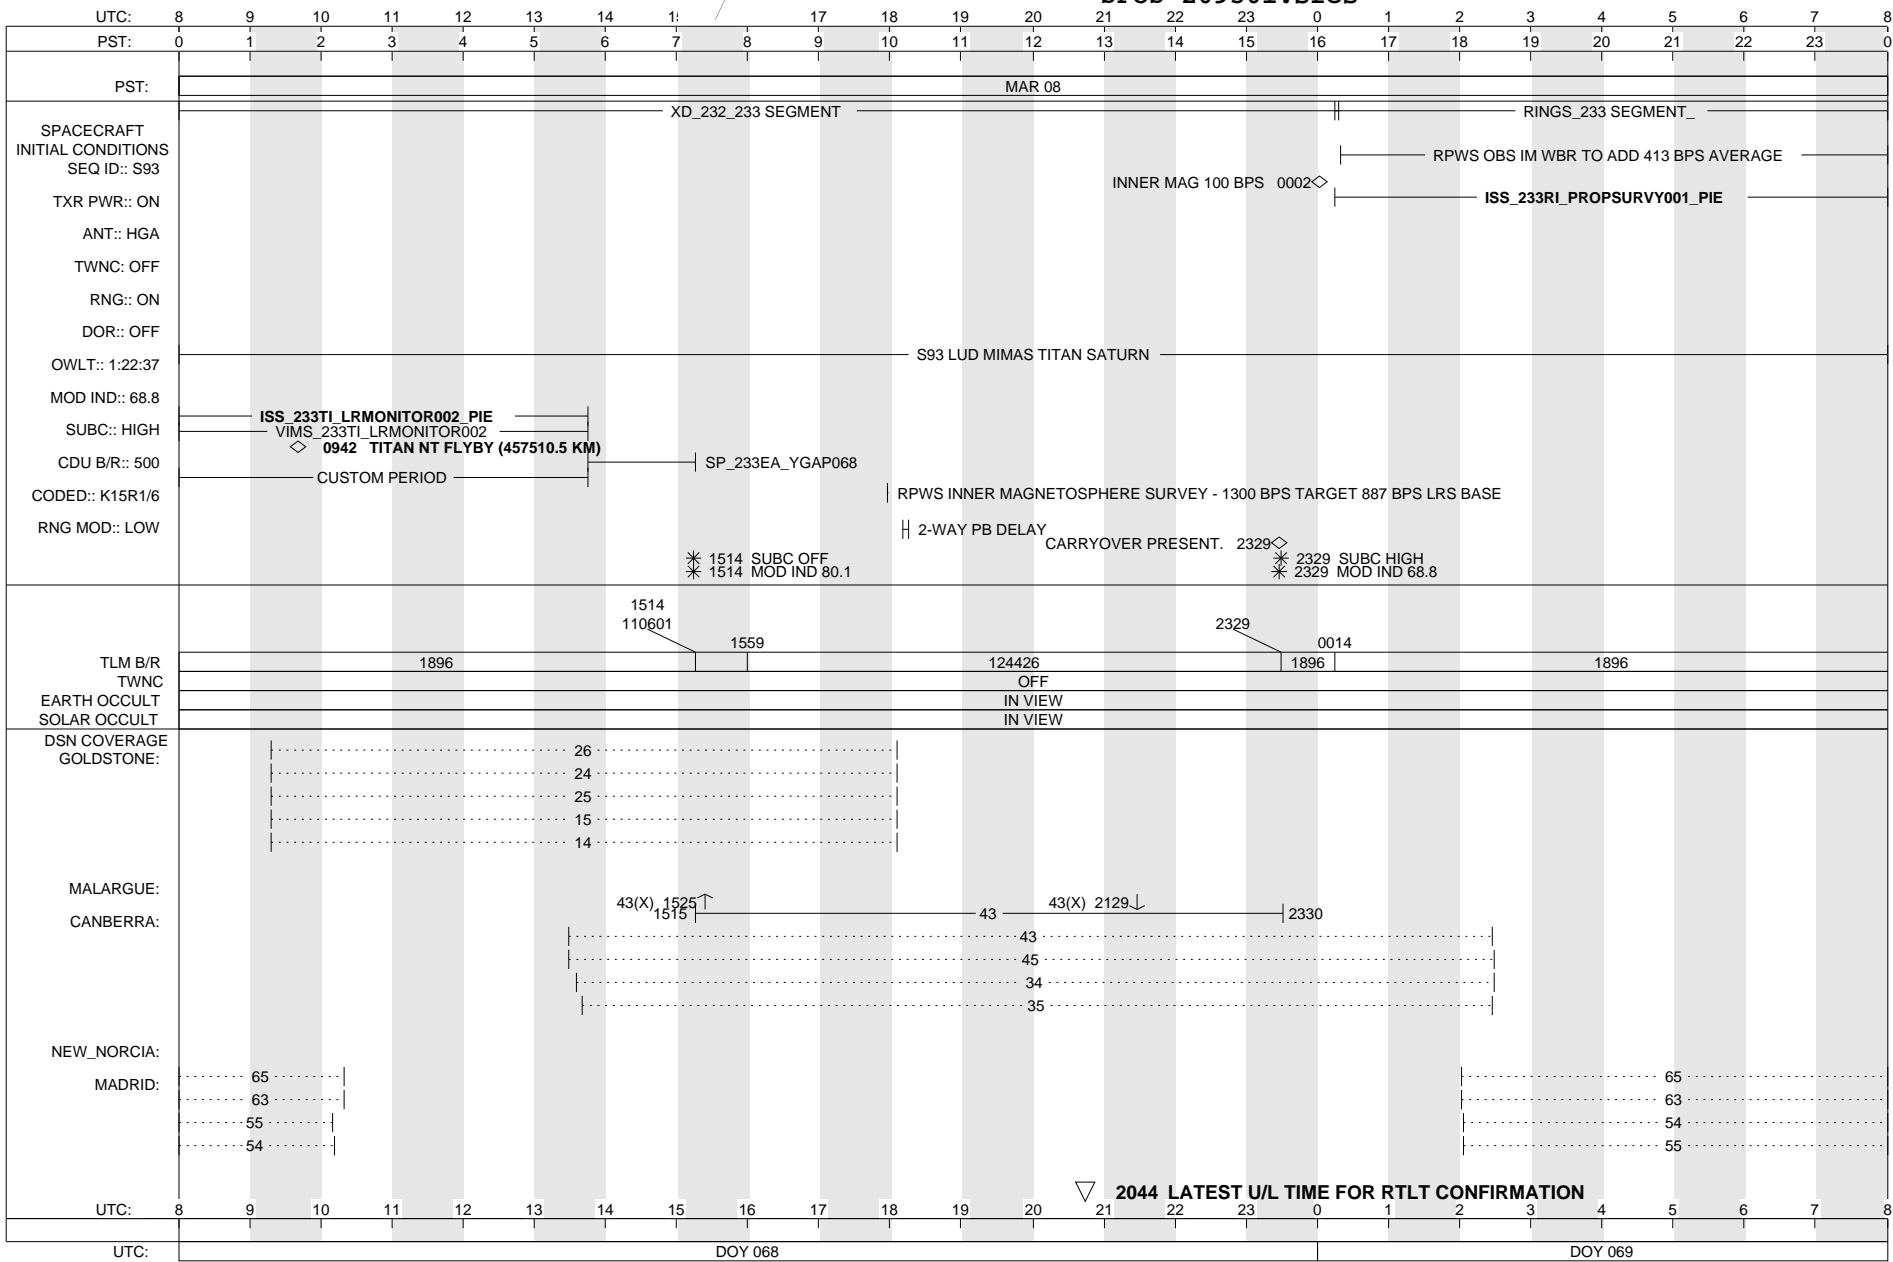 UTC: 8 9 10 11 12 13 14 17 18 19 20 21 22 23 0 1 2 3 4 5 6 7 8
PST: 0 1 2 3 4 5 6 7 8 9 10 11 12 13 14 15 16 17 18 19 20 21 22 23 0
PST: MAR 08
XD_232_233 SEGMENT RINGS_233 SEGMENT_
SPACECRAFT
INITIAL CONDITIONS
RPWS OBS IM WBR TO ADD 413 BPS AVERAGE
SEQ ID:: S93
INNER MAG 100 BPS 0002
TXR PWR:: ON
ISS_233RI_PROPSURVY001_PIE
ANT:: HGA
TWNC: OFF
RNG:: ON
DOR:: OFF
S93 LUD MIMAS TITAN SATURN
OWLT:: 1:22:37
MOD IND:: 68.8
ISS_233TI_LRMONITOR002_PIE
SUBC:: HIGH
VIMS_233TI_LRMONITOR002
0942 TITAN NT FLYBY (457510.5 KM)
CDU B/R:: 500
SP_233EA_YGAP068
CUSTOM PERIOD
CODED:: K15R1/6
RPWS INNER MAGNETOSPHERE SURVEY - 1300 BPS TARGET 887 BPS LRS BASE
RNG MOD:: LOW
2-WAY PB DELAY
CARRYOVER PRESENT. 2329
1514 SUBC OFF 2329 SUBC HIGH
1514 MOD IND 80.1 2329 MOD IND 68.8
1514
110601 2329
1559 0014
TLM B/R 1896 124426 1896 1896
TWNC OFF
EARTH OCCULT IN VIEW
SOLAR OCCULT IN VIEW
DSN COVERAGE
GOLDSTONE:
26
24
25
15
14
MALARGUE:
43(X) 1525 43(X) 2129
CANBERRA: 1515 43 2330
43
45
34
35
NEW_NORCIA:
MADRID:
65 65
63 63
55 54
54 55
2044 LATEST U/L TIME FOR RTLT CONFIRMATION
UTC: 8 9 10 11 12 13 14 15 16 17 18 19 20 21 22 23 0 1 2 3 4 5 6 7 8
UTC: DOY 068 DOY 069